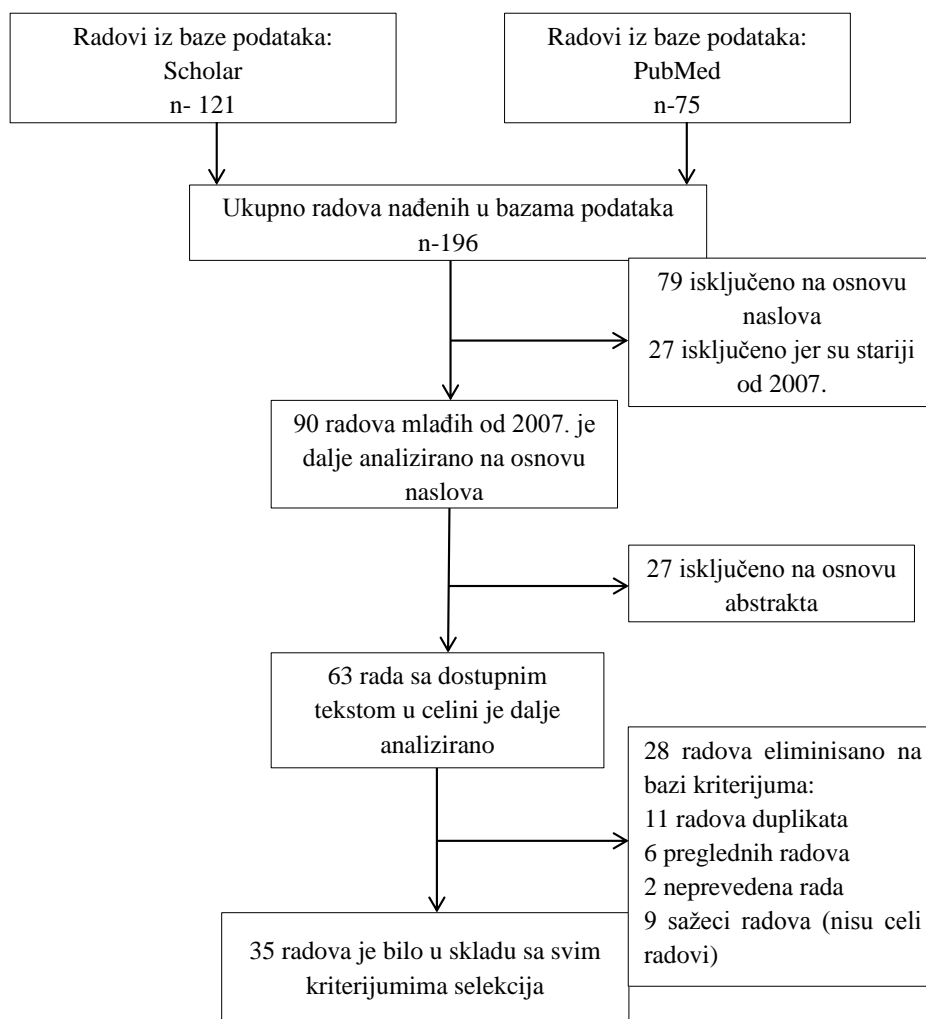 Radovi iz baze podataka:
Scholar
n- 121
Radovi iz baze podataka:
PubMed
n-75
Ukupno radova nađenih u bazama podataka
n-196
79 isključeno na osnovu
naslova
27 isključeno jer su stariji
od 2007.
90 radova mlađih od 2007. je
dalje analizirano na osnovu
naslova
27 isključeno na osnovu
abstrakta
63 rada sa dostupnim
tekstom u celini je dalje
analizirano
28 radova eliminisano na
bazi kriterijuma:
11 radova duplikata
6 preglednih radova
2 neprevedena rada
9 sažeci radova (nisu celi
radovi)
35 radova je bilo u skladu sa svim
kriterijumima selekcija